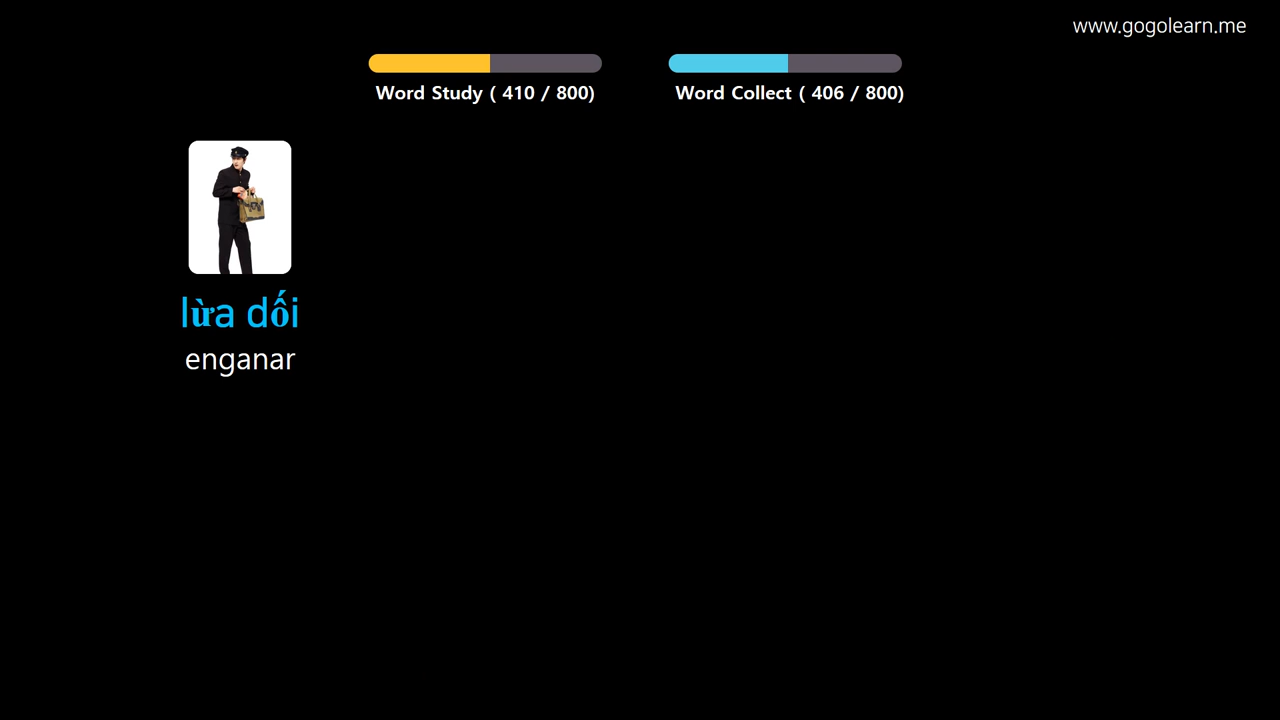 www.gogolearn.me
Word Study ( 410 / 800)
Word Collect ( 406 / 800)
lừa dối
enganar